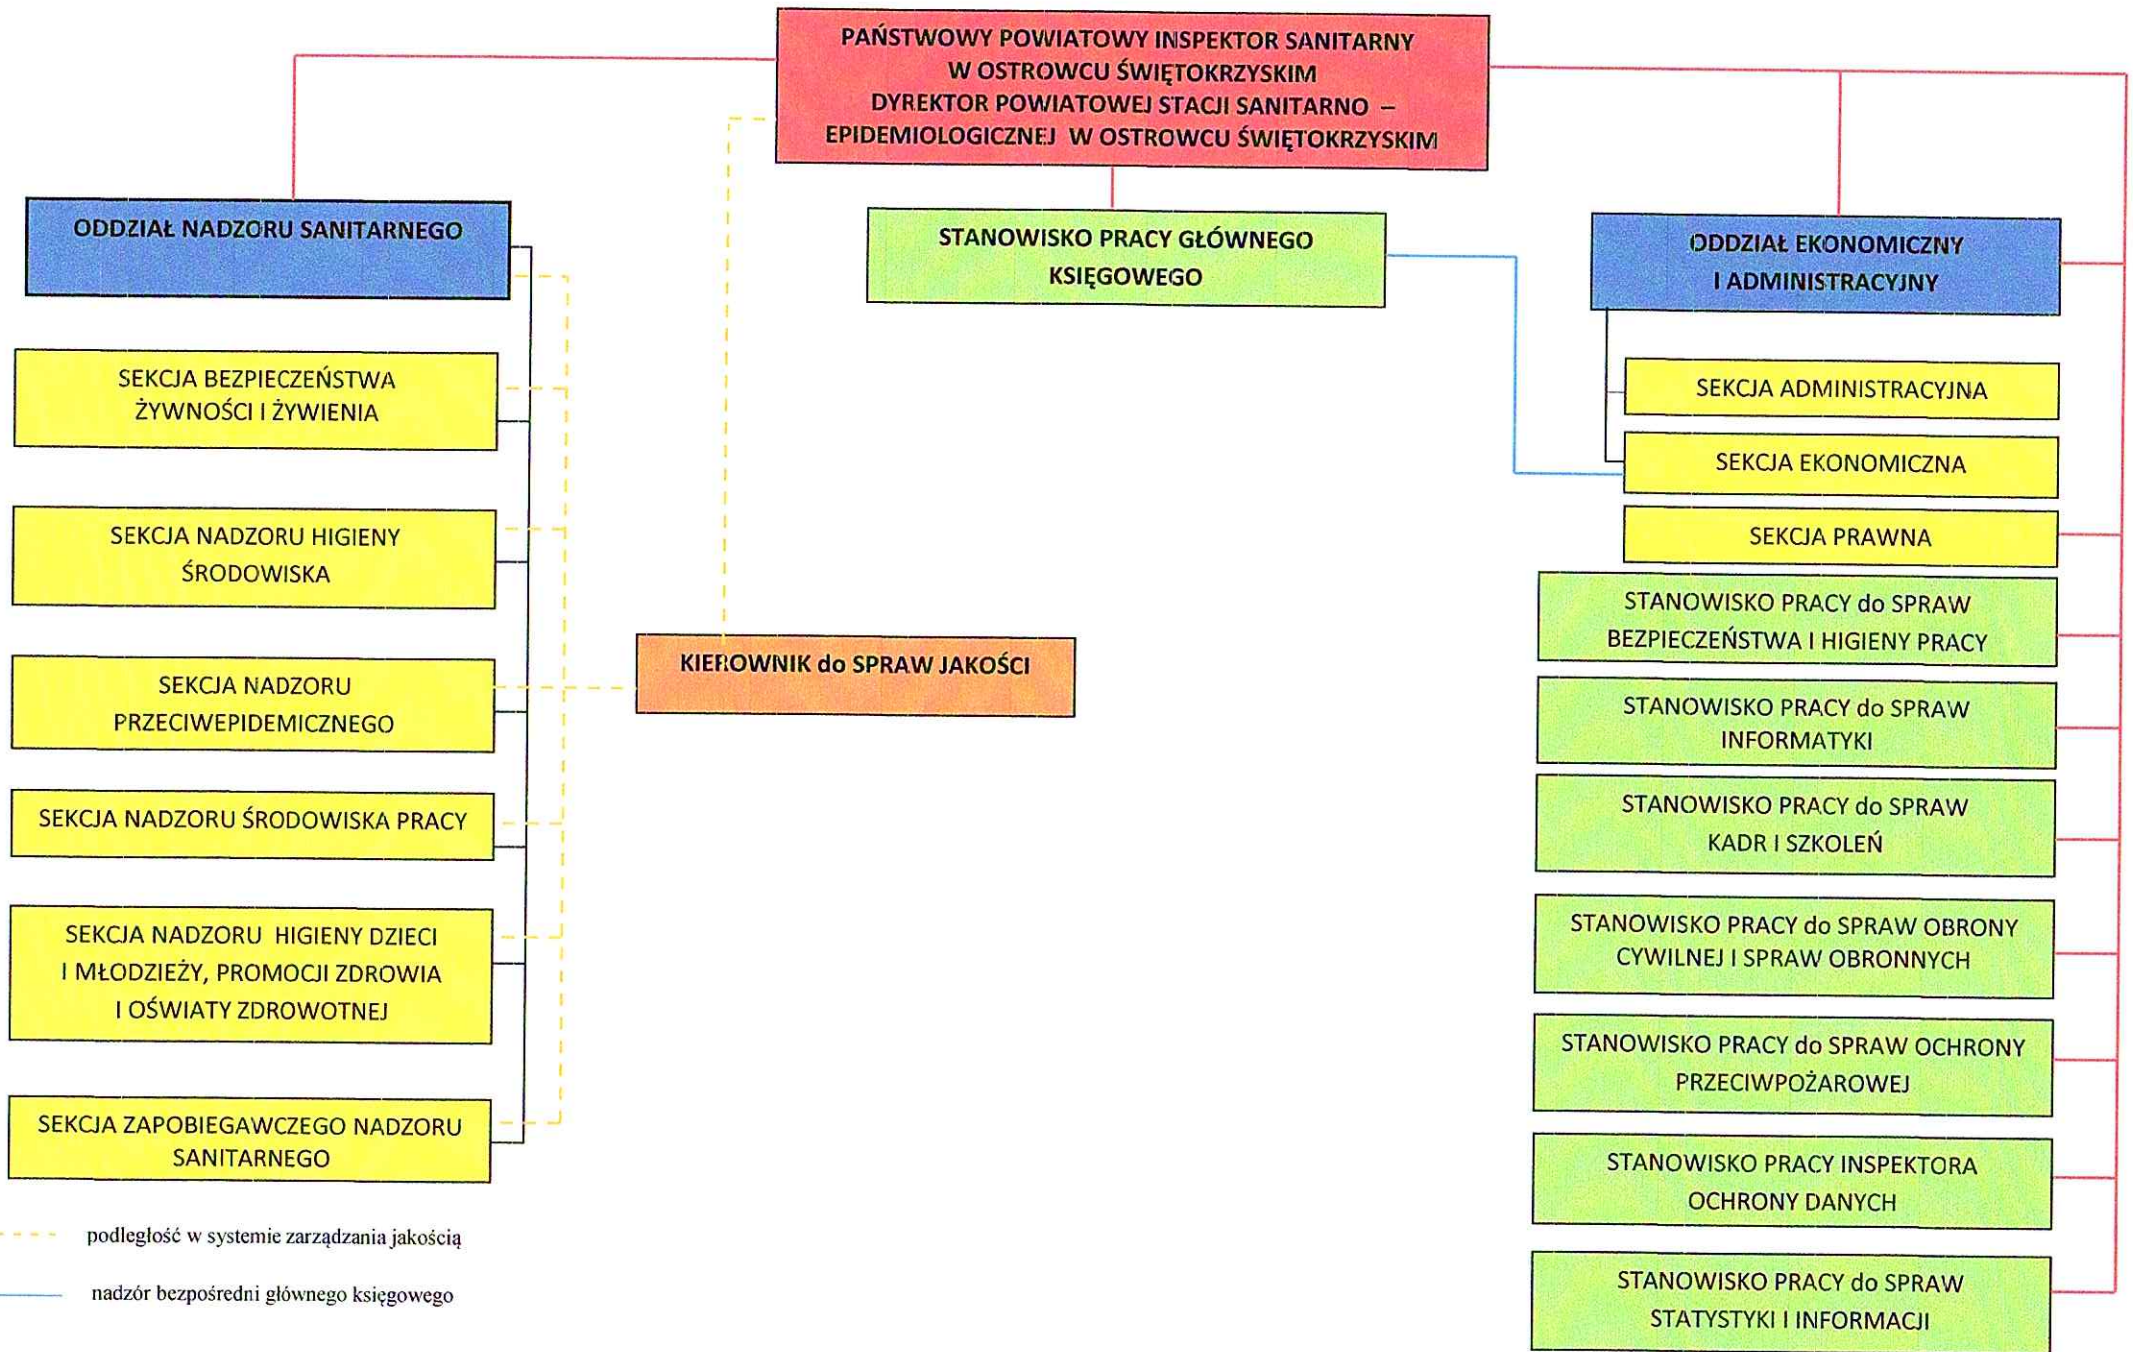 PAŃSTWOWY POWIATOWY INSPEKTOR SANITARNY
W OSTROWCU ŚWIĘTOKRZYSKIM
DYREKTOR POWIATOWEJ STACJI SANITARNO –
EPIDEMIOLOGICZNEJ W OSTROWCU ŚWIĘTOKRZYSKIM
ODDZIAŁ NADZORU SANITARNEGO
SEKCJA BEZPIECZEŃSTWA
ŻYWNOŚCI I ŻYWIENIA
SEKCJA NADZORU HIGIENY
ŚRODOWISKA
SEKCJA NADZORU
PRZECIWEPIDEMICZNEGO
SEKCJA NADZORU ŚRODOWISKA PRACY
SEKCJA NADZORU HIGIENY DZIECI
I MŁODZIEŻY, PROMOCJI ZDROWIA
I OŚWIATY ZDROWOTNEJ
SEKCJA ZAPOBIEGAWCZEGO NADZORU
SANITARNEGO
STANOWISKO PRACY GŁÓWNEGO
KSIĘGOWEGO
KIEROWNIK do SPRAW JAKOŚCI
ODDZIAŁ EKONOMICZNY
I ADMINISTRACYJNY
SEKCJA ADMINISTRACYJNA
SEKCJA EKONOMICZNA
SEKCJA PRAWNA
STANOWISKO PRACY do SPRAW
BEZPIECZEŃSTWA I HIGIENY PRACY
STANOWISKO PRACY do SPRAW
INFORMATYKI
STANOWISKO PRACY do SPRAW
KADR I SZKOLEŃ
STANOWISKO PRACY do SPRAW OBRONY
CYWILNEJ I SPRAW OBRONNYCH
STANOWISKO PRACY do SPRAW OCHRONY
PRZECIWPOŻAROWEJ
STANOWISKO PRACY INSPEKTORA
OCHRONY DANYCH
STANOWISKO PRACY do SPRAW
STATYSTYKI I INFORMACJI
podległość w systemie zarządzania jakością
nadzór bezpośredni głównego księgowego